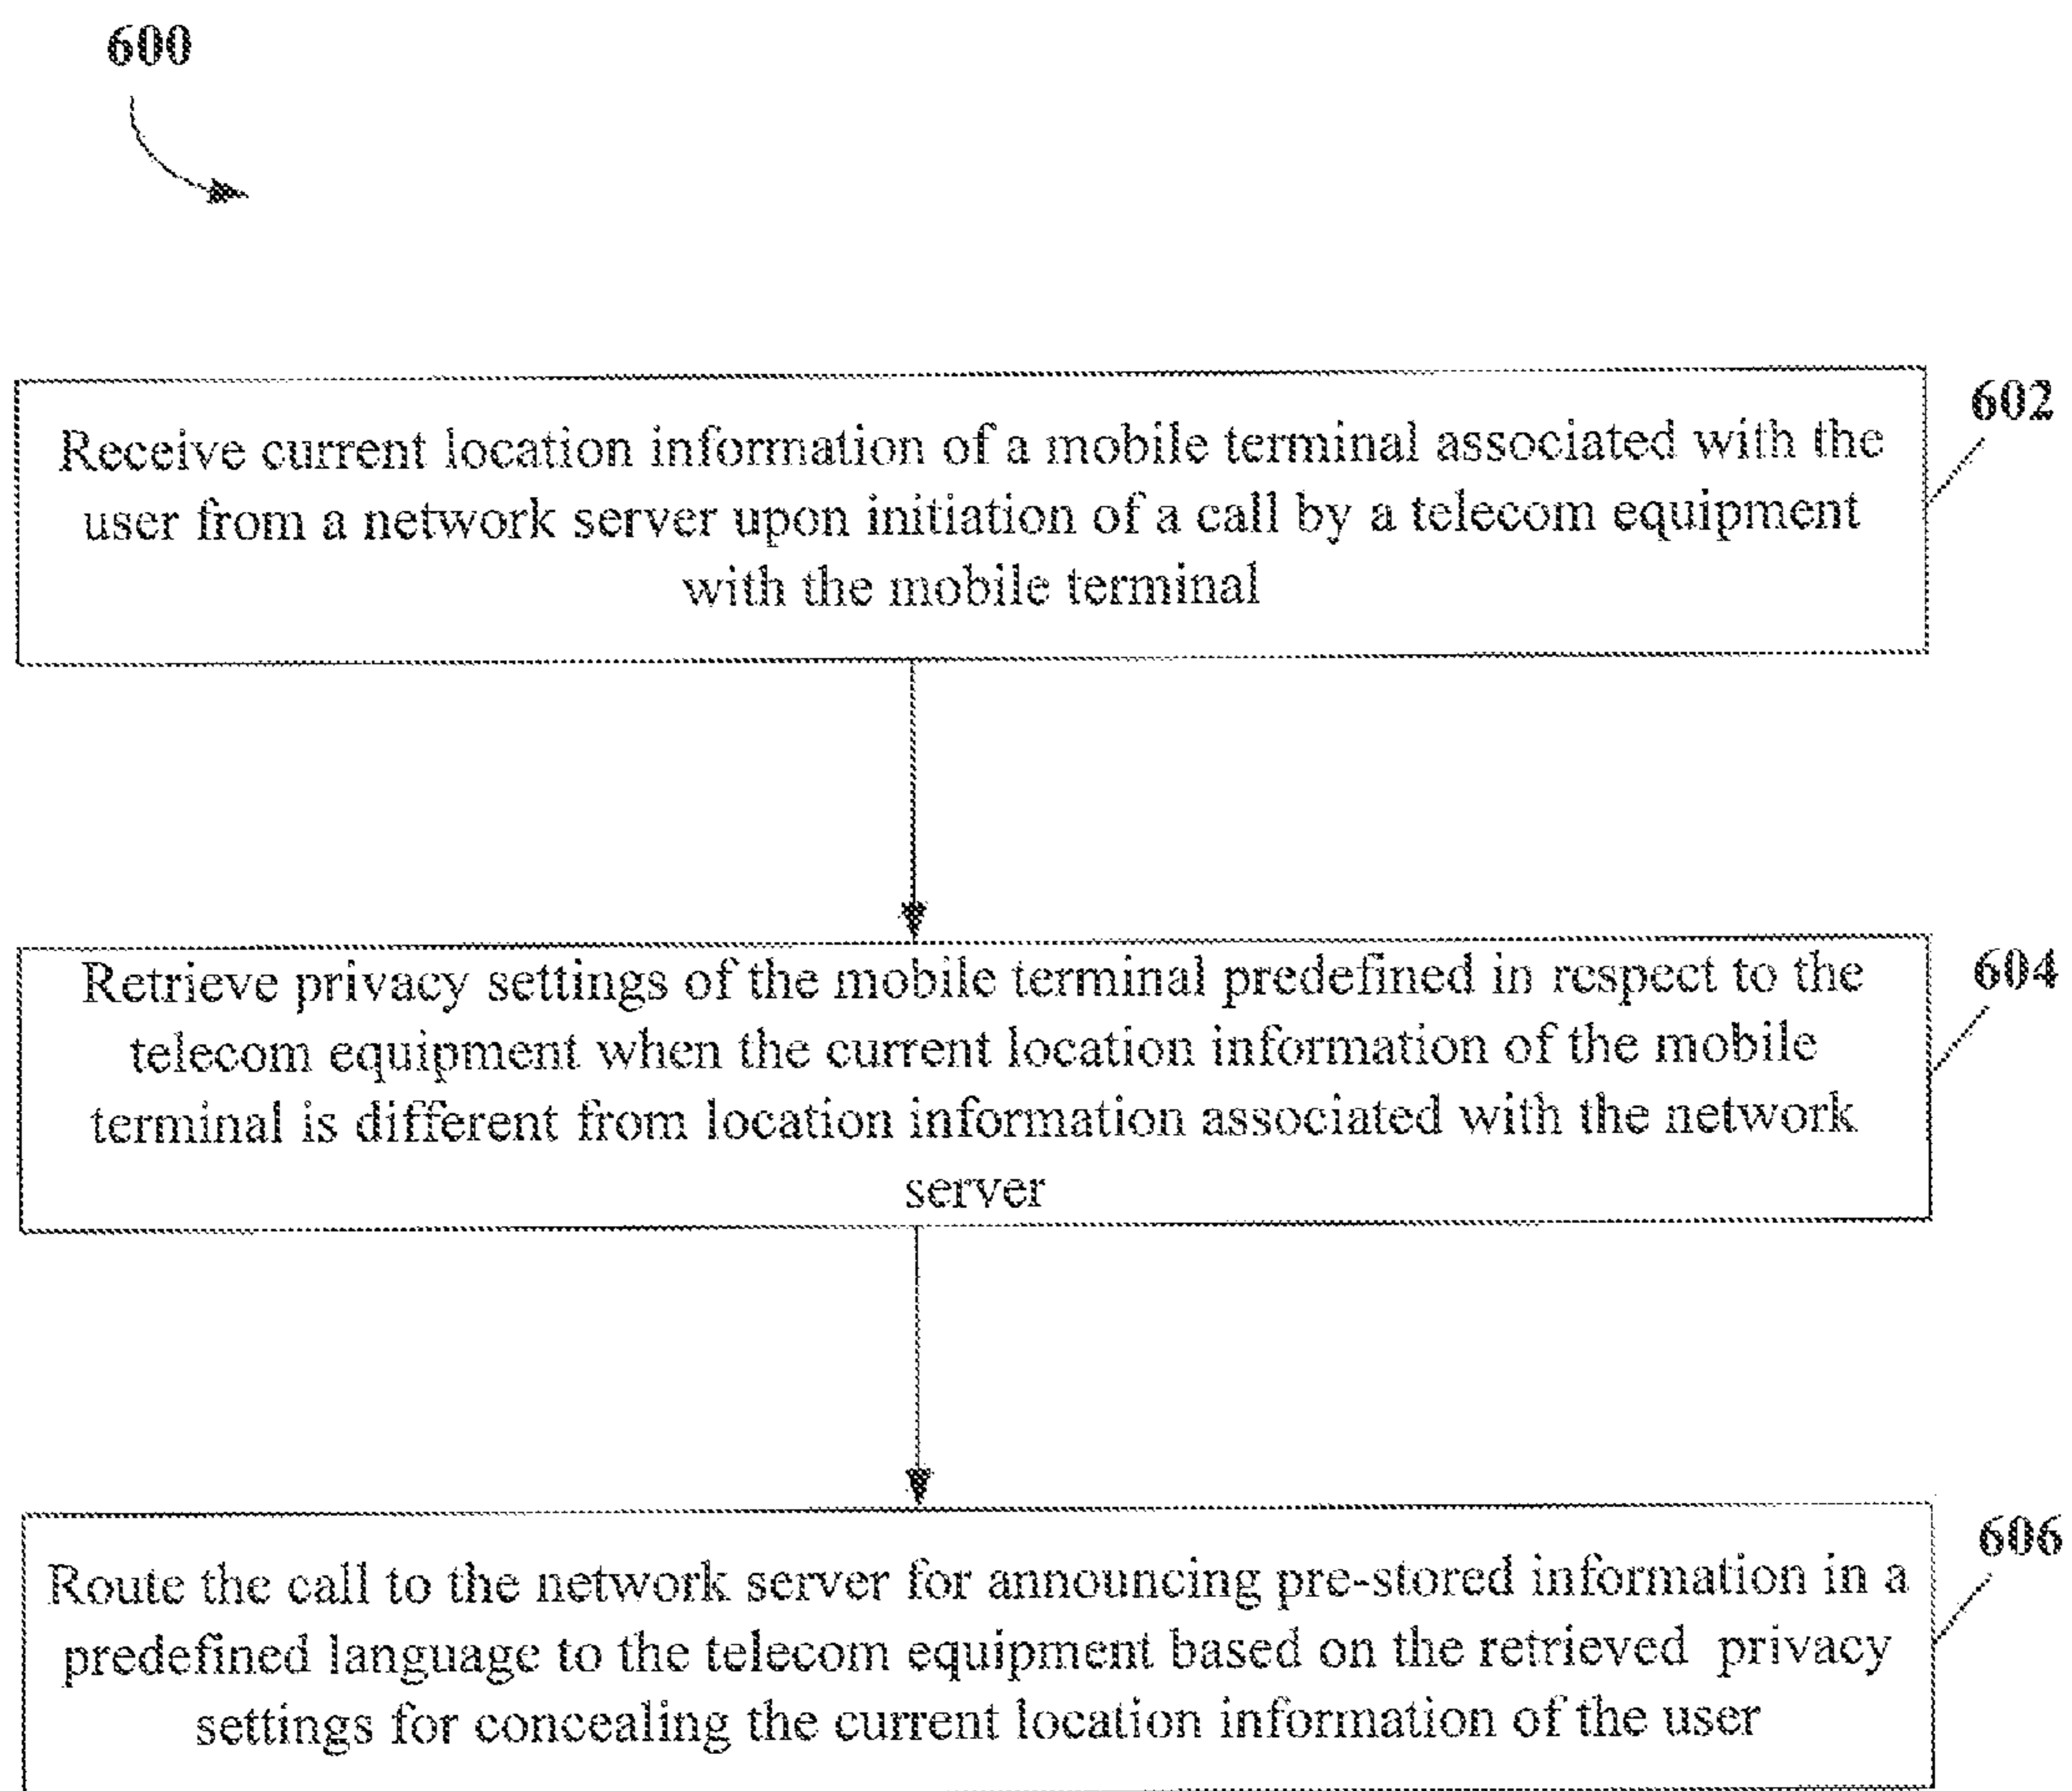 600
602
Receive current location information of a mobile terminal associated with the
user from a network server upon initiation of a call by a telecom equipment
with the mobile terminal
604
Retrieve privacy settings of the mobile terminal predefined in respect to the
telecom equipment when the current location information of the mobile
terminal is different from location information associated with the network
server
606
Route the call to the network server for announcing pre-stored information in a
predefined language to the telecom equipment based on the retrieved privacy
settings for concealing the current location information of the user